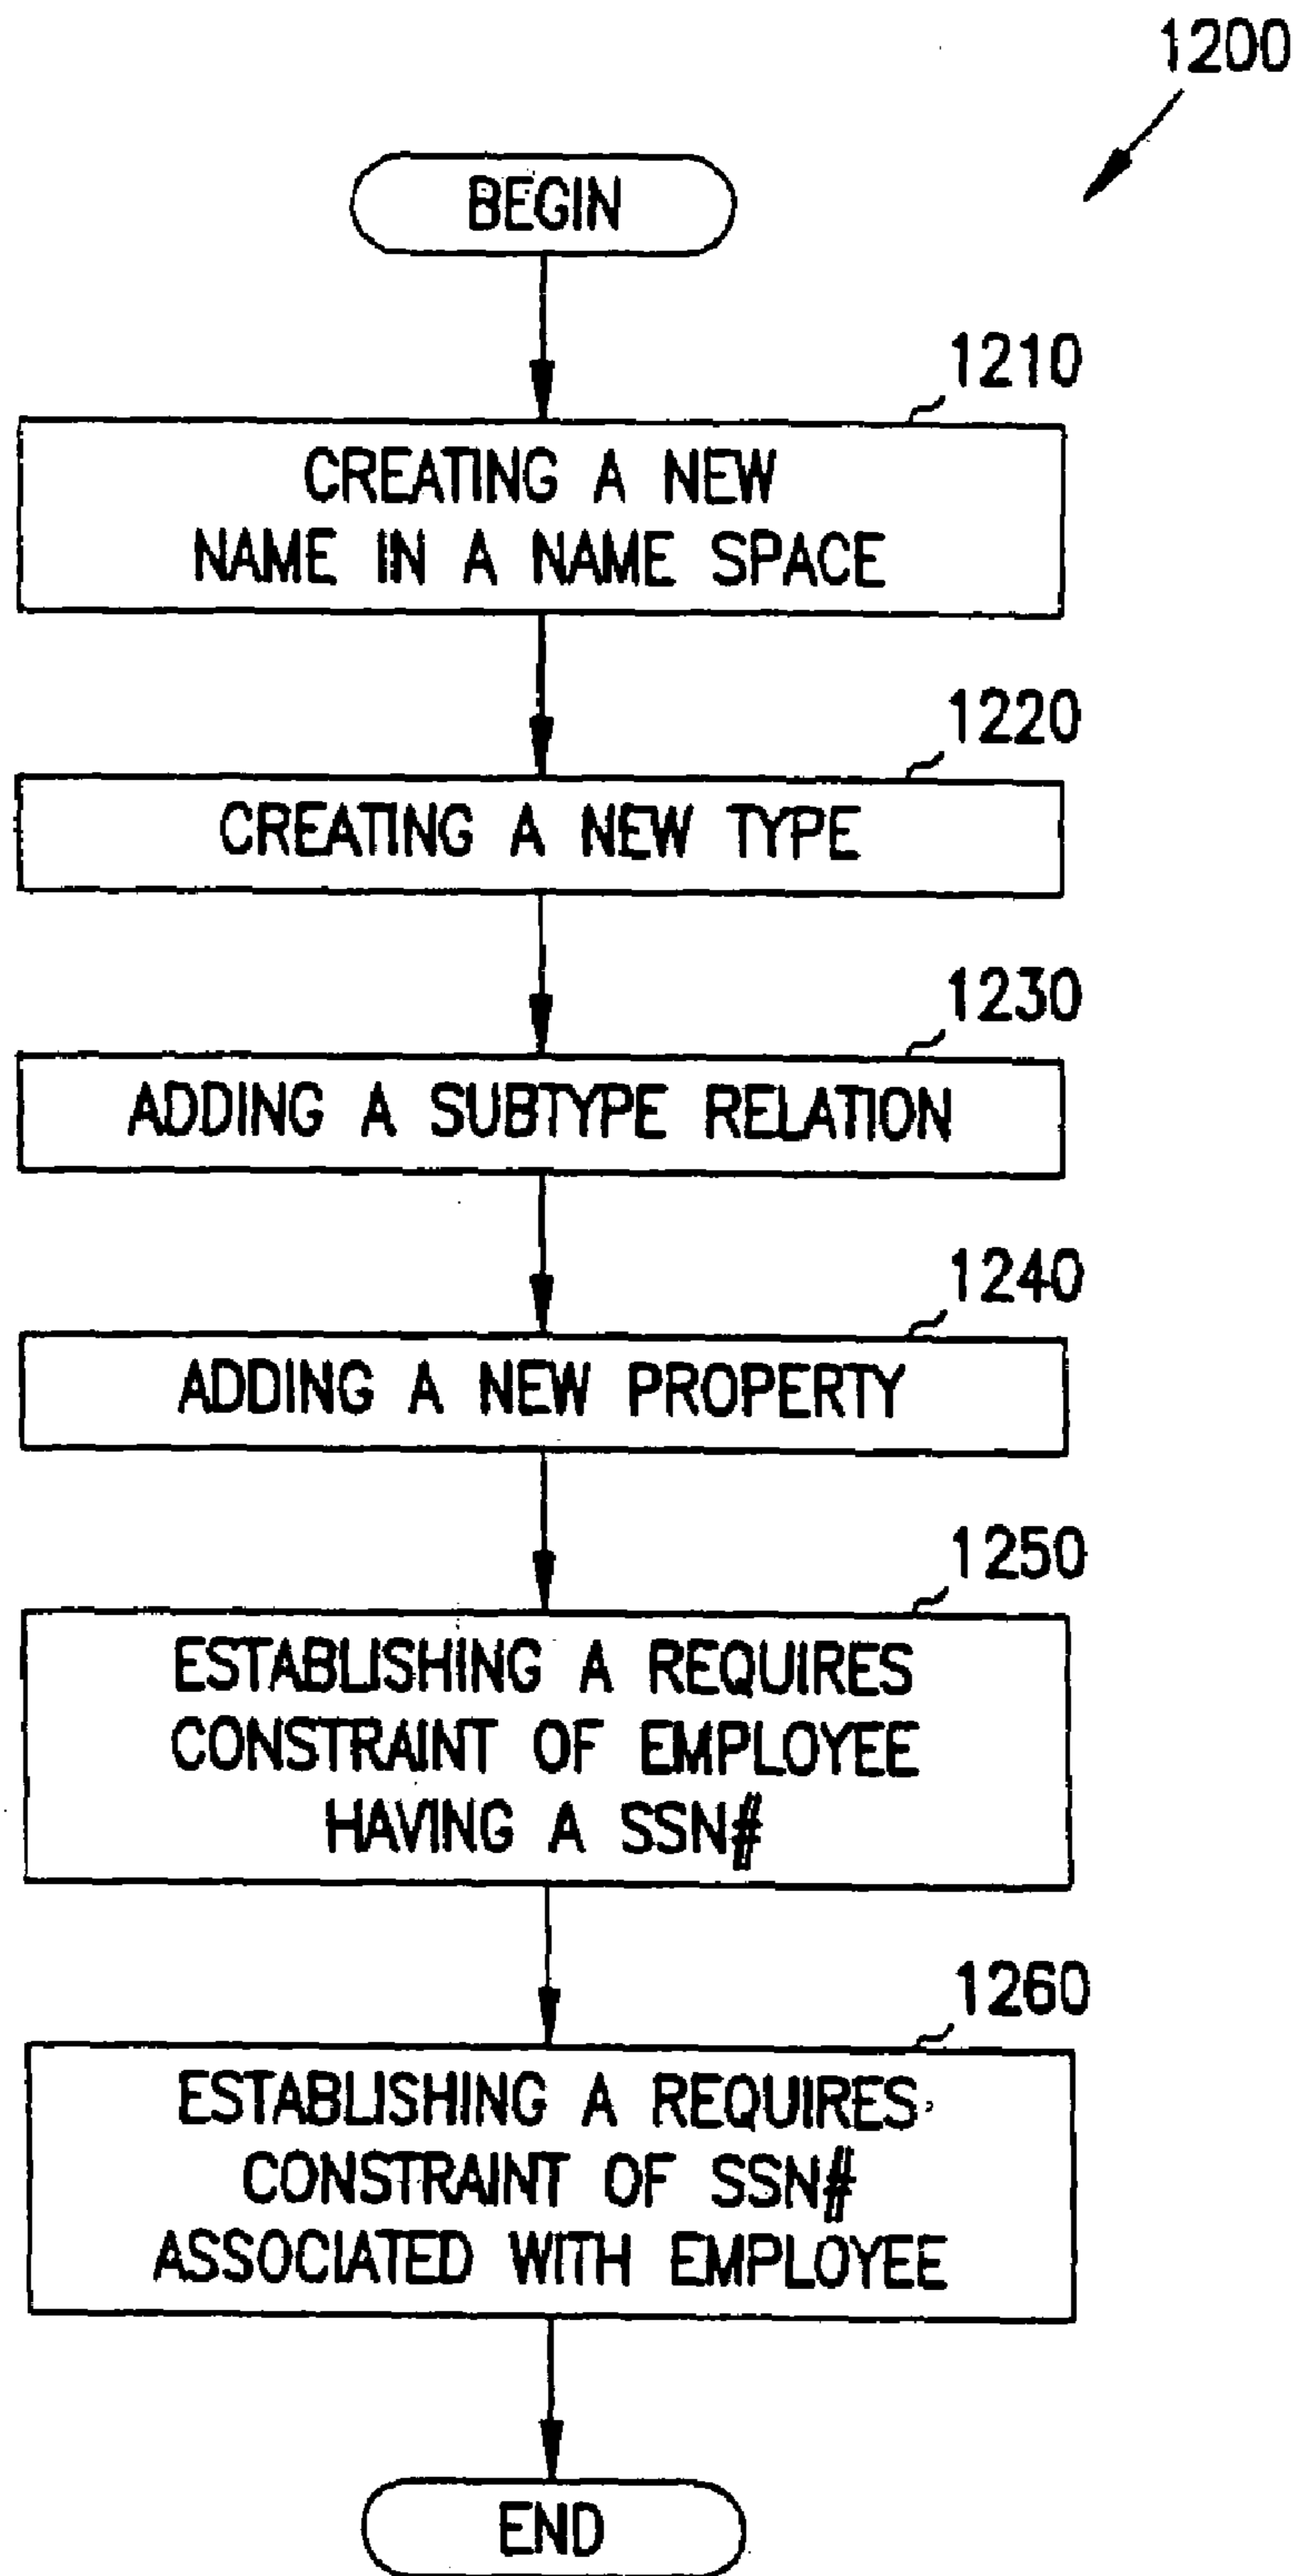 1200
BEGIN
1210
CREATING A NEW
NAME IN A NAME SPACE
1220
CREATING A NEW TYPE
1230
ADDING A SUBTYPE RELATION
1240
ADDING A NEW PROPERTY
1250
ESTABLISHING A REQUIRES
CONSTRAINT OF EMPLOYEE
HAVING A SSN#
1260
ESTABLISHING A REQUIRES
CONSTRAINT OF SSN#
ASSOCIATED WITH EMPLOYEE
END